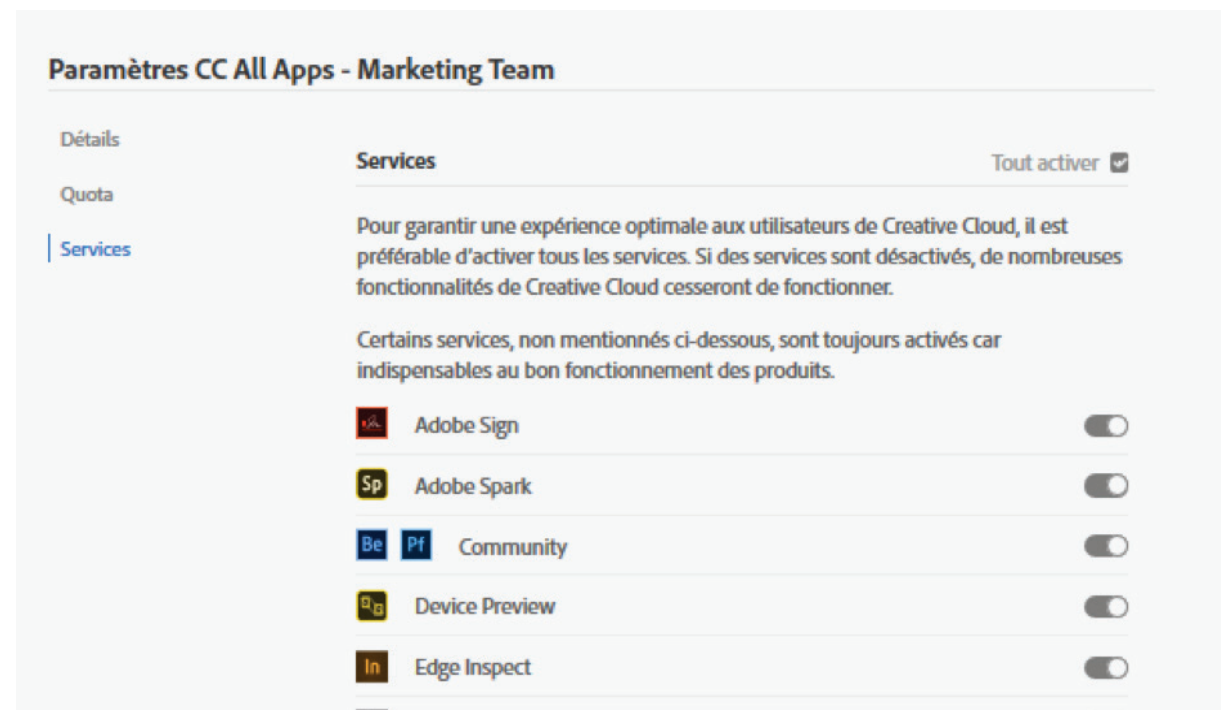 Paramètres CC All Apps - Marketing Team
Détails
Quota
Services
Services
Tout activer
Pour garantir une expérience optimale aux utilisateurs de Creative Cloud, il est
préférable d'activer tous les services. Si des services sont désactivés, de nombreuses
fonctionnalités de Creative Cloud cesseront de fonctionner.
Certains services, non mentionnés ci-dessous, sont toujours activés car
indispensables au bon fonctionnement des produits.
Adobe Sign
Sp Adobe Spark
Be Pf Community
Device Preview
In Edge Inspect